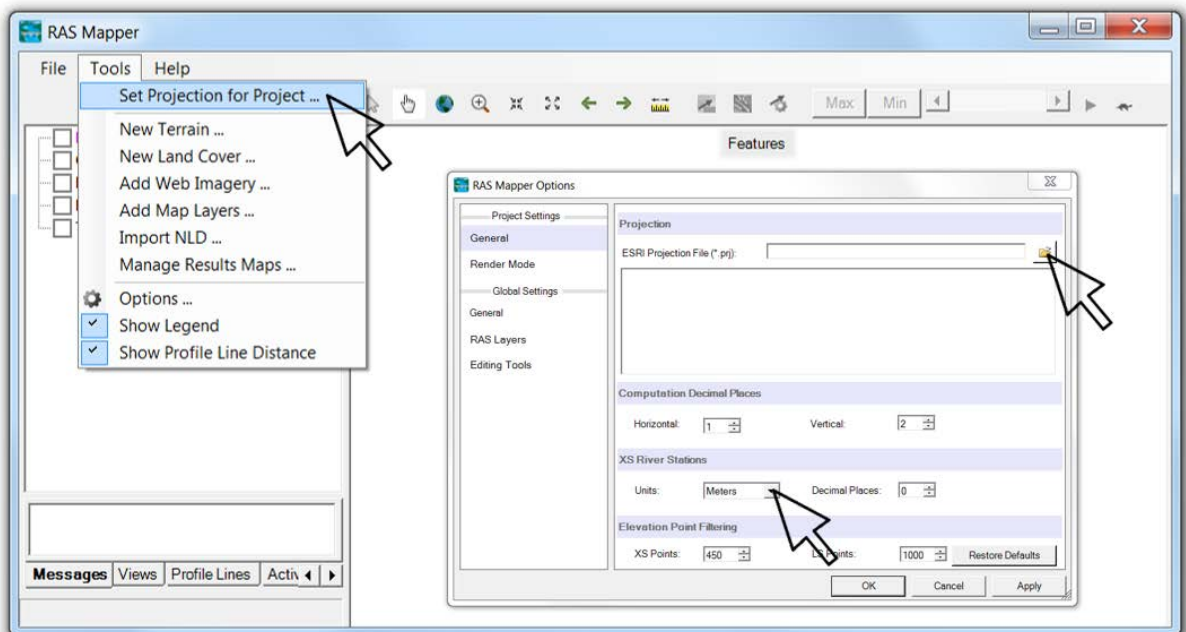 RAS Mapper
File Tools Help
Set Projection for Project ...
Max Min
New Terrain ...
New Land Cover ...
Add Web Imagery ...
Add Map Layers ...
Import NLD ...
Manage Results Maps ...
Options ...
Show Legend
Show Profile Line Distance
Features
RAS Mapper Options
Project Settings
General
Render Mode
Global Settings
General
RAS Layers
Editing Tools
Projection
ESRI Projection File (*.prj):
Computation Decimal Places
Horizontal: 1 Vertical: 2
XS River Stations
Units: Meters Decimal Places: 0
Elevation Point Filtering
XS Points: 450 Points: 1000 Restore Defaults
OK Cancel Apply
Messages Views Profile Lines